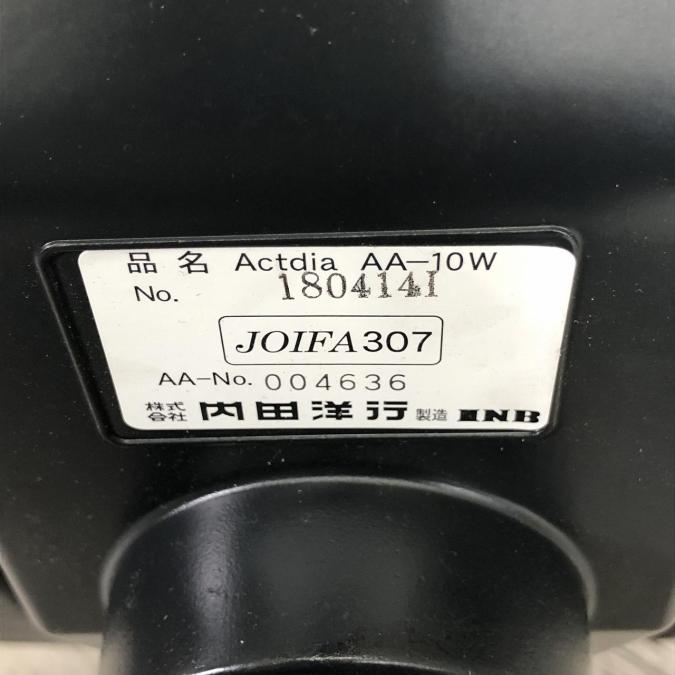 品名 Actdia AA-10W
No. 1804141
JOIFA307
AA-No. 004636
株式会社 内田洋行 製造 INB